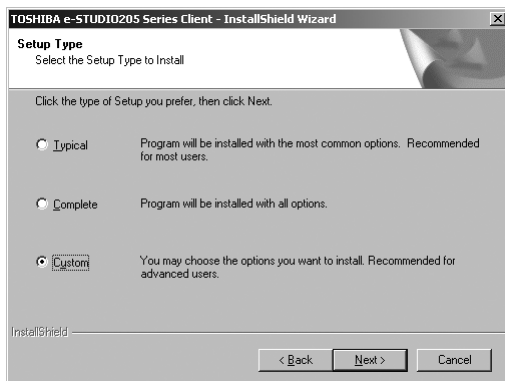 TOSHIBA e-STUDIO205 Series Client - InstallShield Wizard
Setup Type
Select the Setup Type to Install
Click the type of Setup you prefer, then click Next.
Typical
Program will be installed with the most common options. Recommended
for most users.
Complete
Program will be installed with all options.
Custom
You may choose the options you want to install. Recommended for
advanced users.
InstallShield
< Back
Next >
Cancel